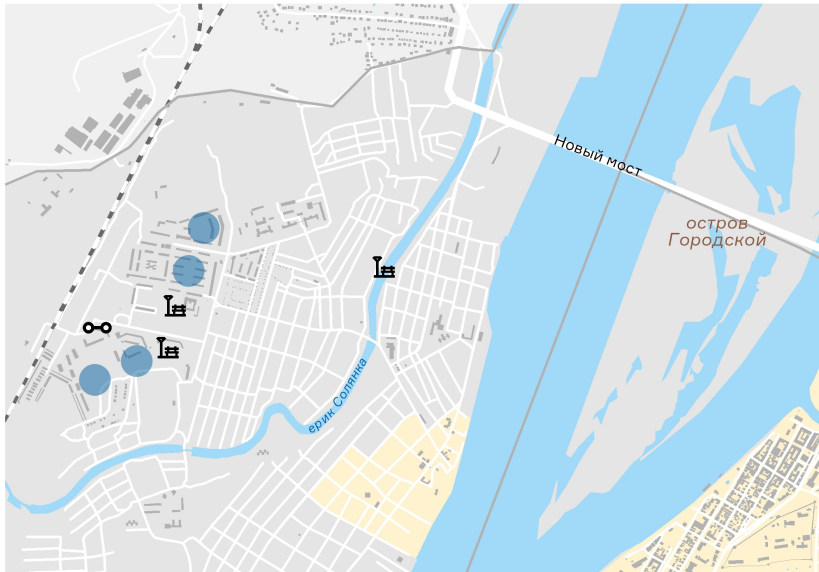 Новый мост
остров
Городской
ерик Солянка